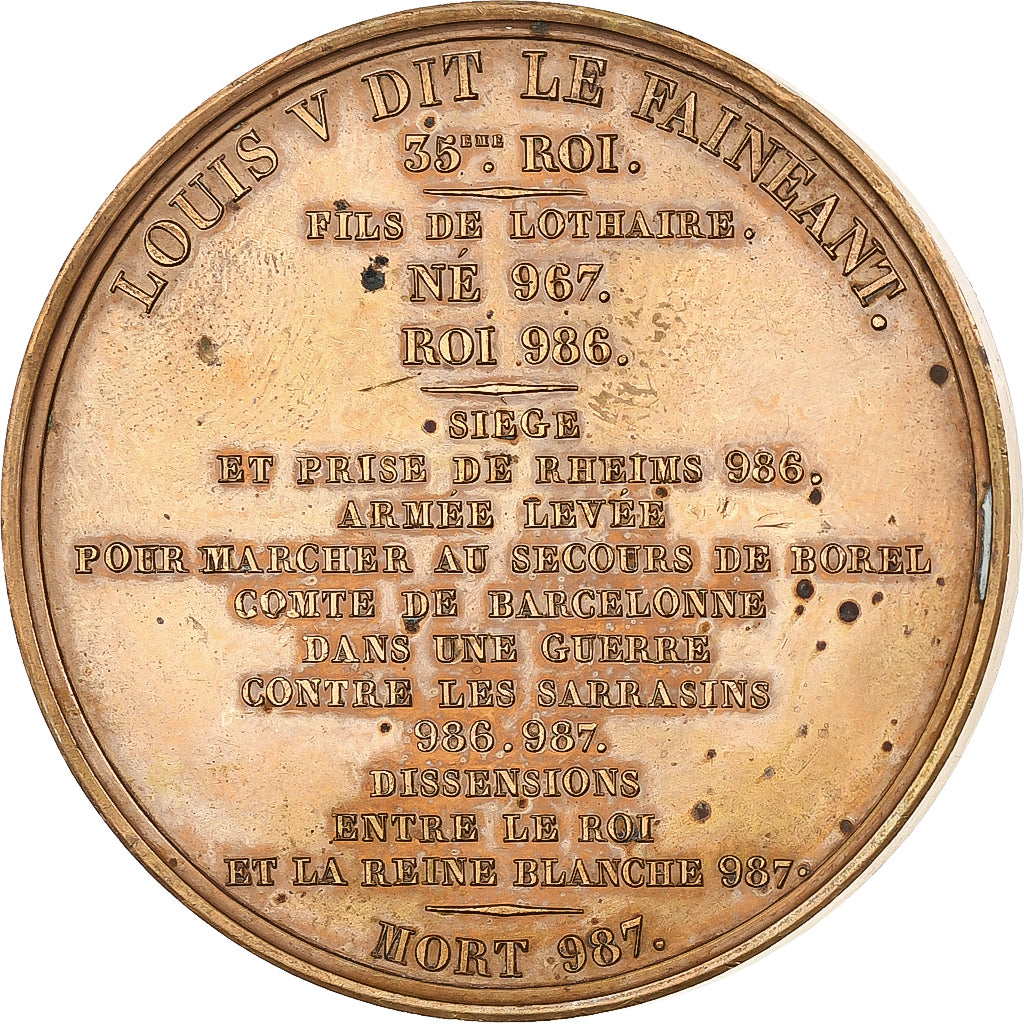 LOUIS V DIT LE FAINÉANT.
35EME. ROI.
FILS DE LOTHAIRE.
NÉ 967.
ROI 986.
SIÈGE
ET PRISE DE RHEIMS 986.
ARMÉE LEVÉE
POUR MARCHER AU SECOURS DE BOREL
COMTE DE BARCELONNE
DANS UNE GUERRE
CONTRE LES SARRASINS
986.987.
DISSENSIONS
ENTRE LE ROI
ET LA REINE BLANCHE 987.
MORT 987.